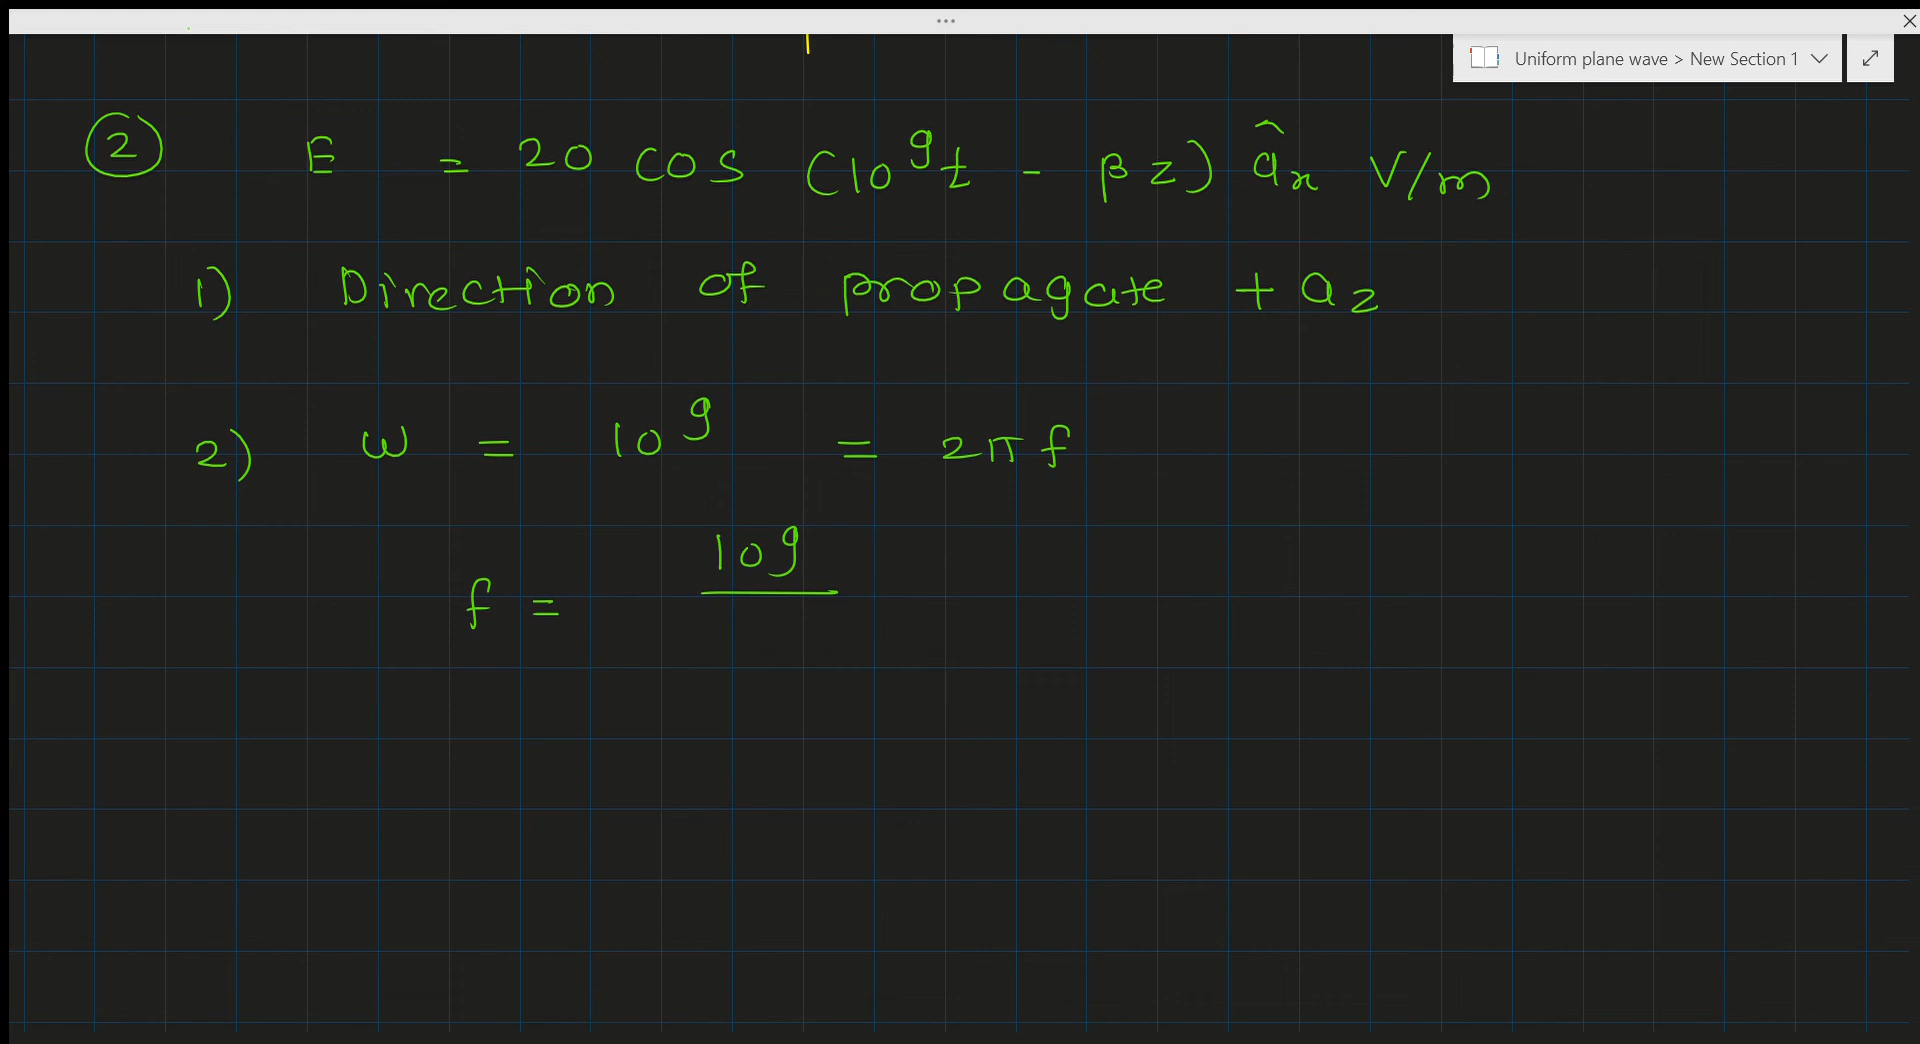 Uniform plane wave > New Section 1
② E = 20 cos (10⁹t - βz) âₓ V/m
1) Direction of propagate + a_z
2) ω = 10⁹ = 2πf
f = 10⁹